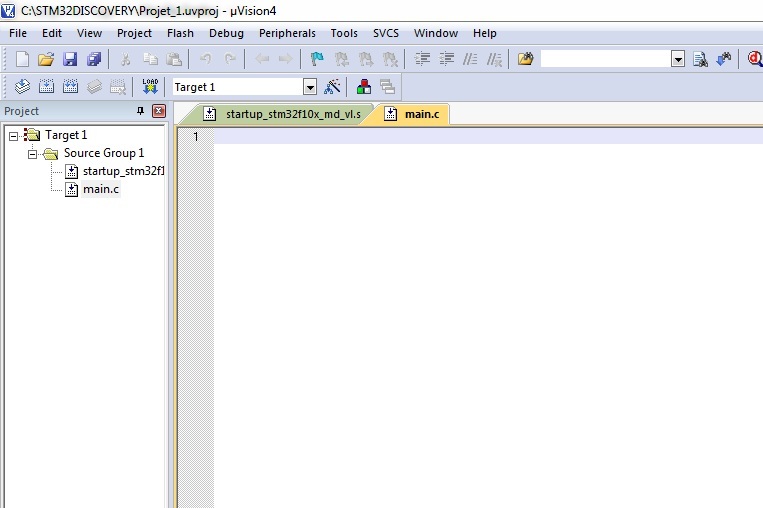 C:\STM32DISCOVERY\Projet_1.uvproj - µVision4
File Edit View Project Flash Debug Peripherals Tools SVCS Window Help
LOAD Target 1
Project
startup_stm32f10x_md_vl.s main.c
1
Target 1
Source Group 1
startup_stm32f1
main.c